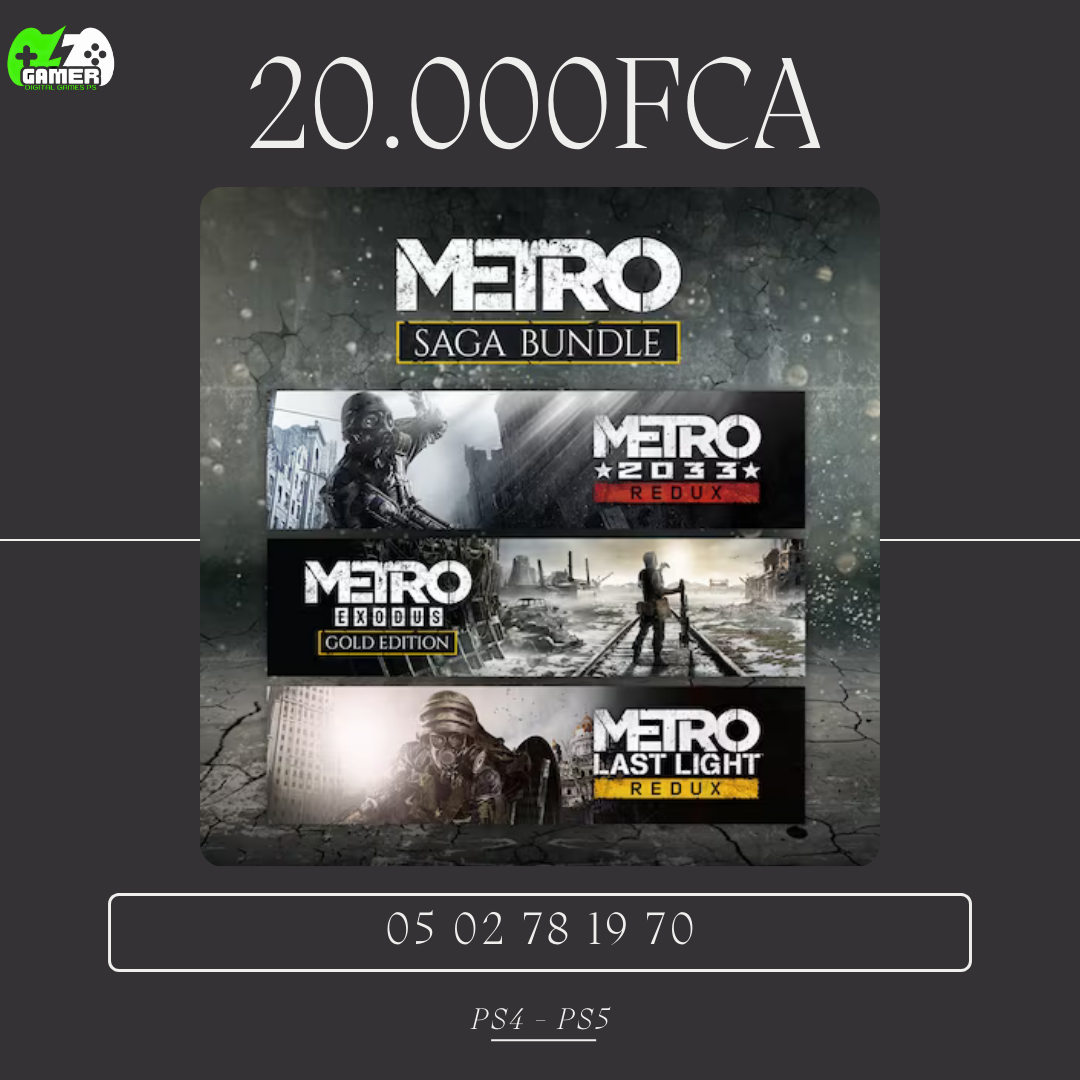 GAMER
DIGITAL GAMES PS
20.000FCA
METRO
SAGA BUNDLE
METRO
★2033★
REDUX
METRO
EXODUS
GOLD EDITION
METRO
LAST LIGHT
REDUX
05 02 78 19 70
PS4 - PS5